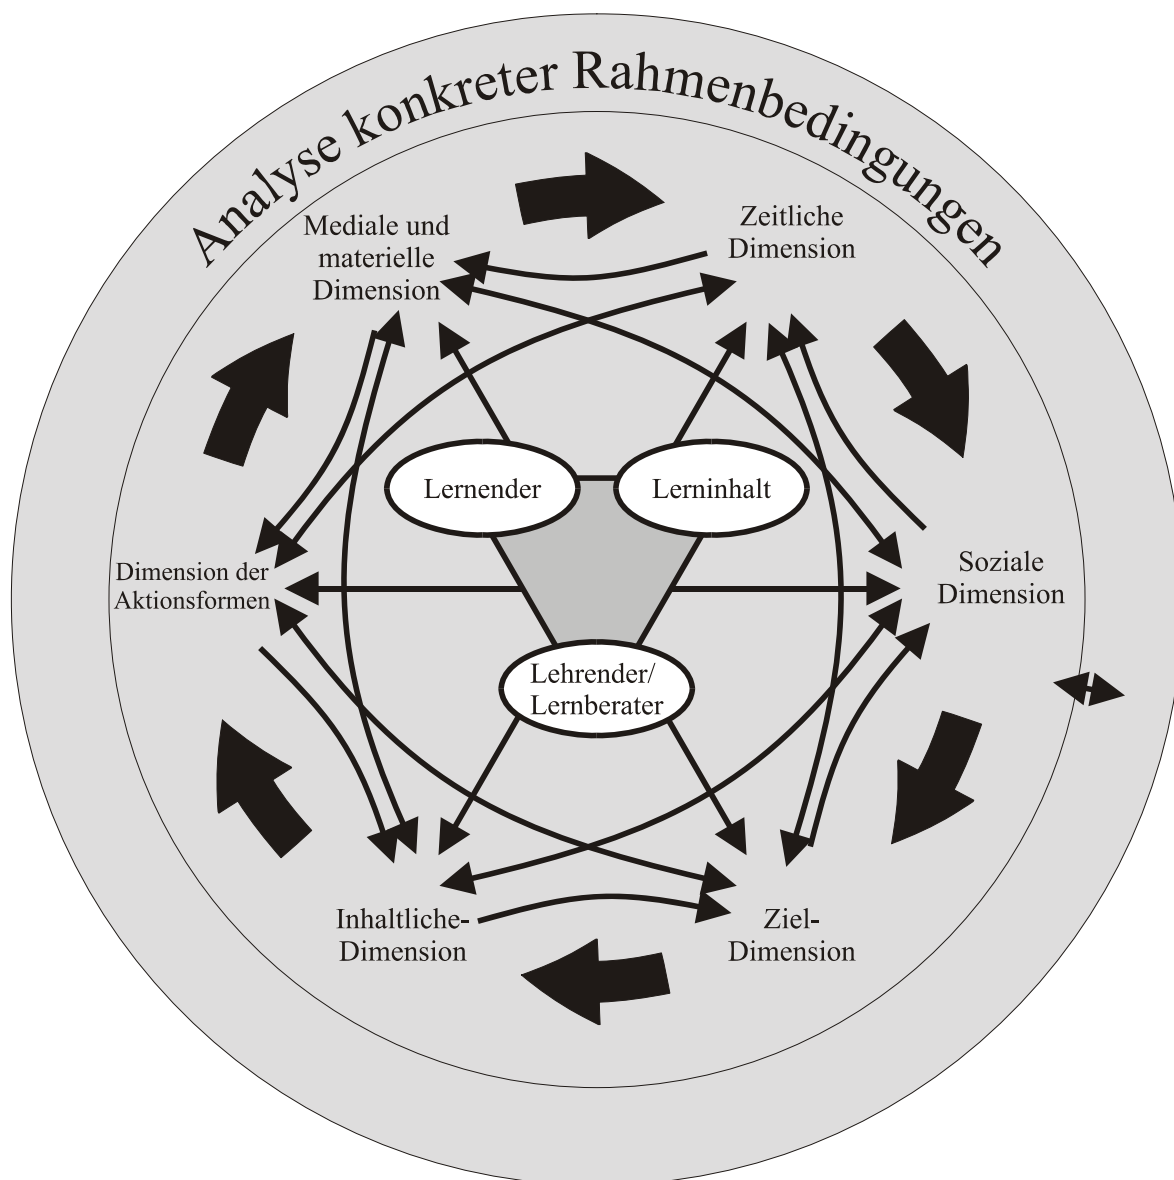 Analyse konkreter Rahmenbedingungen
Mediale und
materielle
Dimension
Zeitliche
Dimension
Lernender
Lerninhalt
Dimension der
Aktionsformen
Soziale
Dimension
Lehrender/
Lernberater
Inhaltliche-
Dimension
Ziel-
Dimension